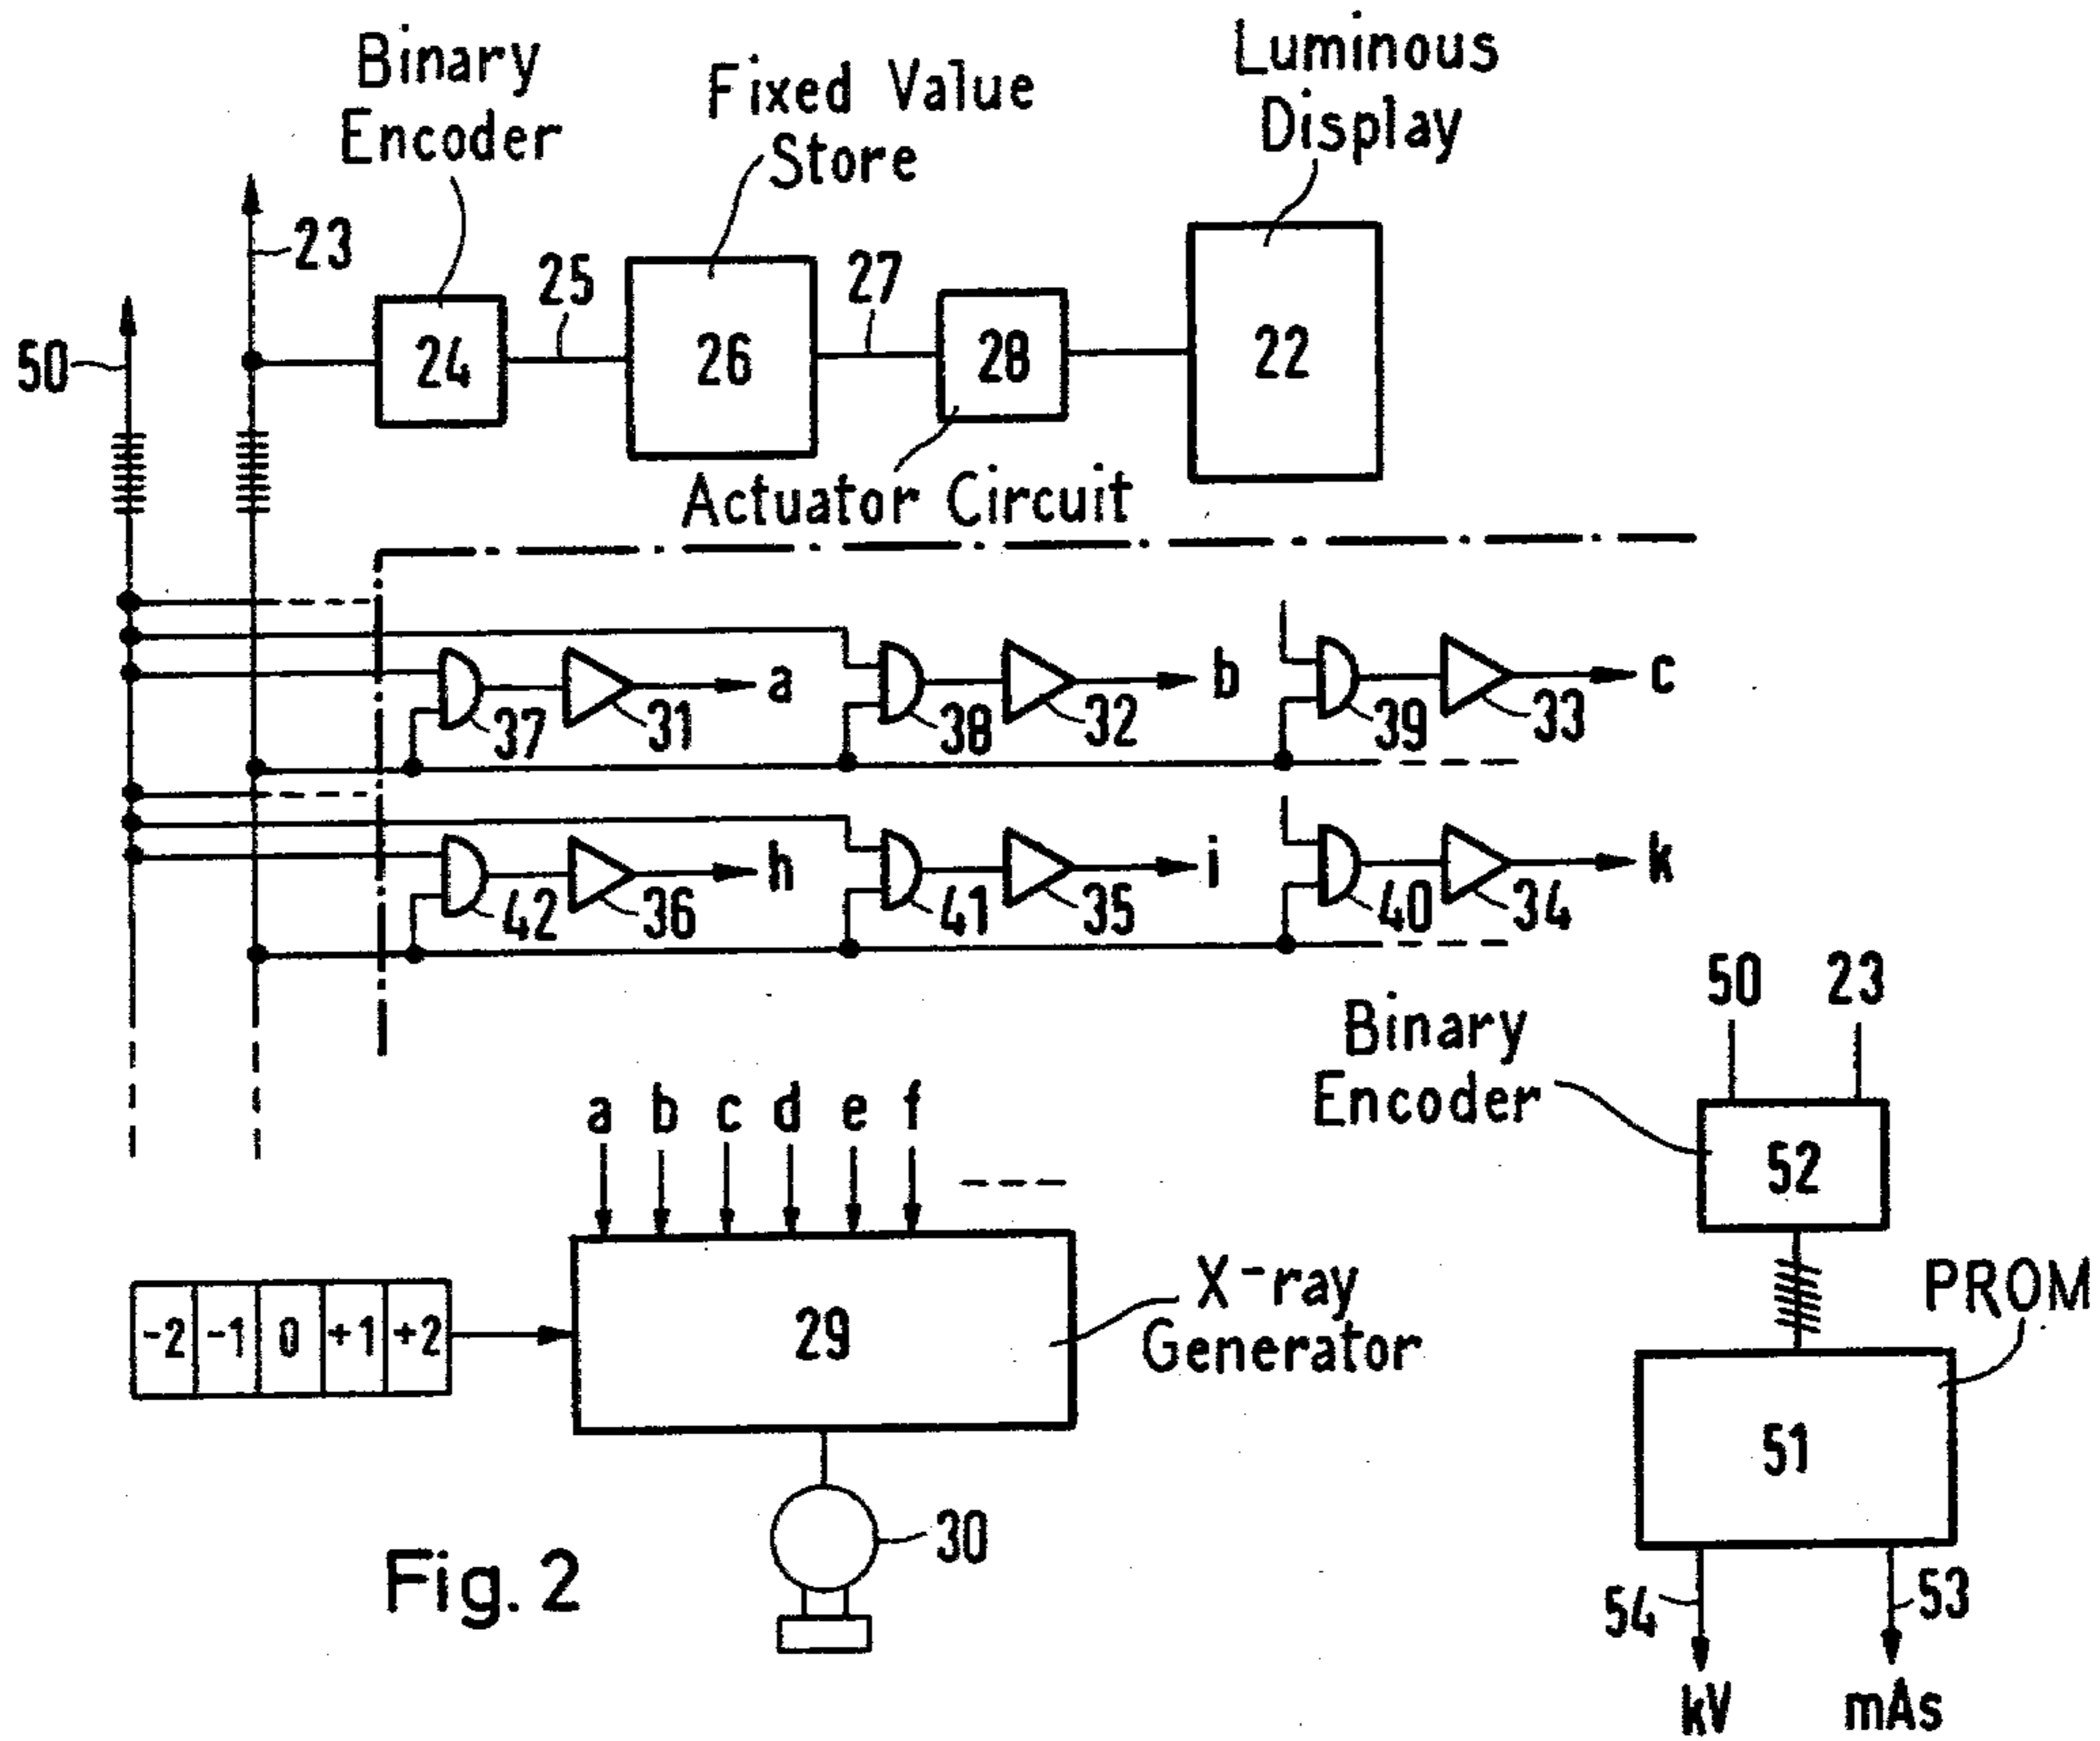 Binary
Encoder
Fixed Value
Store
Luminous
Display
23
25
27
50
24
26
28
22
Actuator Circuit
a
b
c
37
31
38
32
39
33
h
i
k
42
36
41
35
40
34
50
23
Binary
Encoder
a b c d e f
52
X-ray
Generator
PROM
-2 -1 0 +1 +2
29
51
30
Fig. 2
54
53
kV
mAs